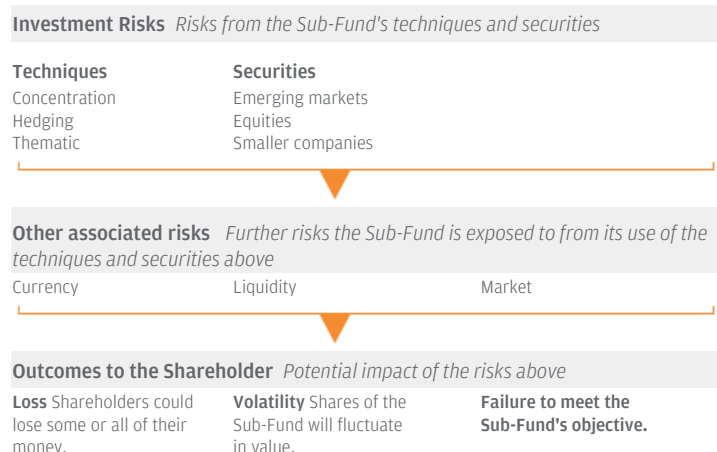 Investment Risks Risks from the Sub-Fund's techniques and securities
Techniques Securities
Concentration Emerging markets
Hedging Equities
Thematic Smaller companies
Other associated risks Further risks the Sub-Fund is exposed to from its use of the
techniques and securities above
Currency Liquidity Market
Outcomes to the Shareholder Potential impact of the risks above
Loss Shareholders could
lose some or all of their
money.
Volatility Shares of the
Sub-Fund will fluctuate
in value.
Failure to meet the
Sub-Fund's objective.